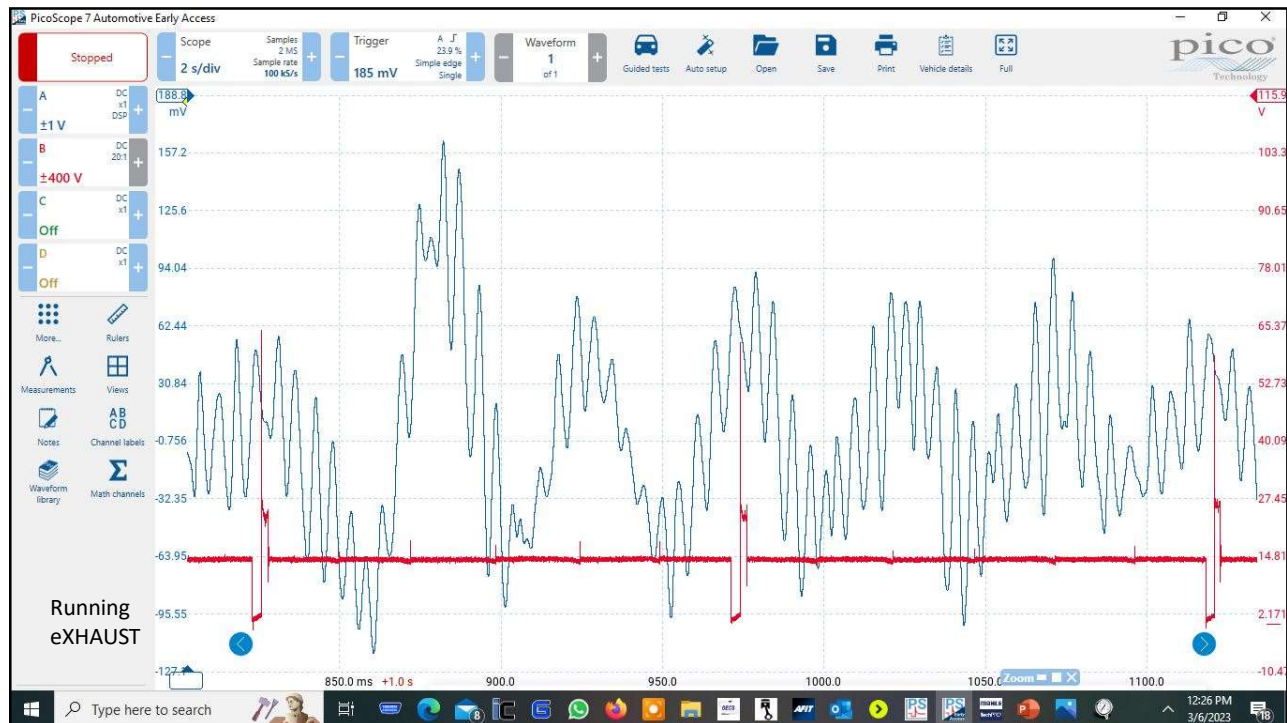 PicoScope 7 Automotive Early Access
Stopped
Scope
2 s/div
Samples
2 MS
Sample rate
100 kS/s
Trigger
185 mV
A
23.9 %
Simple edge
Single
Waveform
1
of 1
Guided tests
Auto setup
Open
Save
Print
Vehicle details
Full
pico
Technology
A
DC
x1
DSP
±1 V
B
DC
20:1
±400 V
C
DC
x1
Off
D
DC
x1
Off
More...
Rulers
Measurements
Views
Notes
Channel labels
Waveform library
Math channels
Running
eXHAUST
188.8
mV
157.2
125.6
94.04
62.44
30.84
-0.756
-32.35
-63.95
-95.55
-127.1
115.9
V
103.3
90.65
78.01
65.37
52.73
40.09
27.45
14.81
2.171
-10.47
850.0 ms +1.0 s
900.0
950.0
1000.0
1050.0
1100.0
Zoom
Type here to search
12:26 PM
3/6/2023